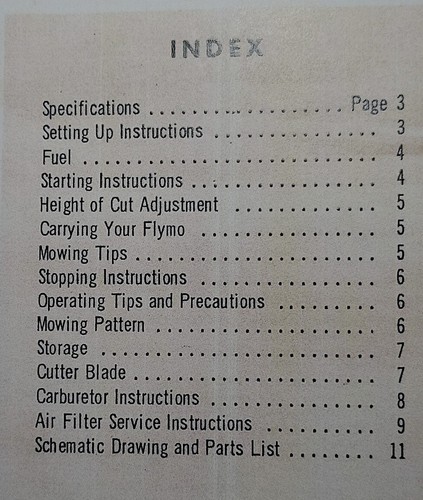 INDEX
Specifications .................... Page 3
Setting Up Instructions ............... 3
Fuel ........................... 4
Starting Instructions ................. 4
Height of Cut Adjustment ............. 5
Carrying Your Flymo ................ 5
Mowing Tips ...................... 5
Stopping Instructions ................ 6
Operating Tips and Precautions ......... 6
Mowing Pattern .................... 6
Storage ......................... 7
Cutter Blade ...................... 7
Carburetor Instructions ............... 8
Air Filter Service Instructions .......... 9
Schematic Drawing and Parts List ........ 11